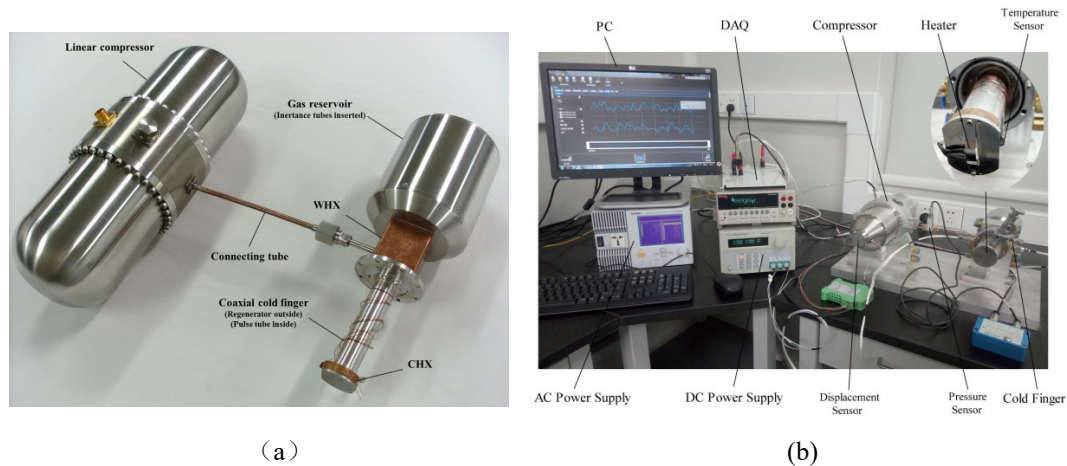 Linear compressor
Gas reservoir
(Inertance tubes inserted)
WHX
Connecting tube
Coaxial cold finger
(Regenerator outside)
(Pulse tube inside)
CHX
(a)
PC
DAQ
Compressor
Heater
Temperature
Sensor
AC Power Supply
DC Power Supply
Displacement
Sensor
Pressure
Sensor
Cold Finger
(b)